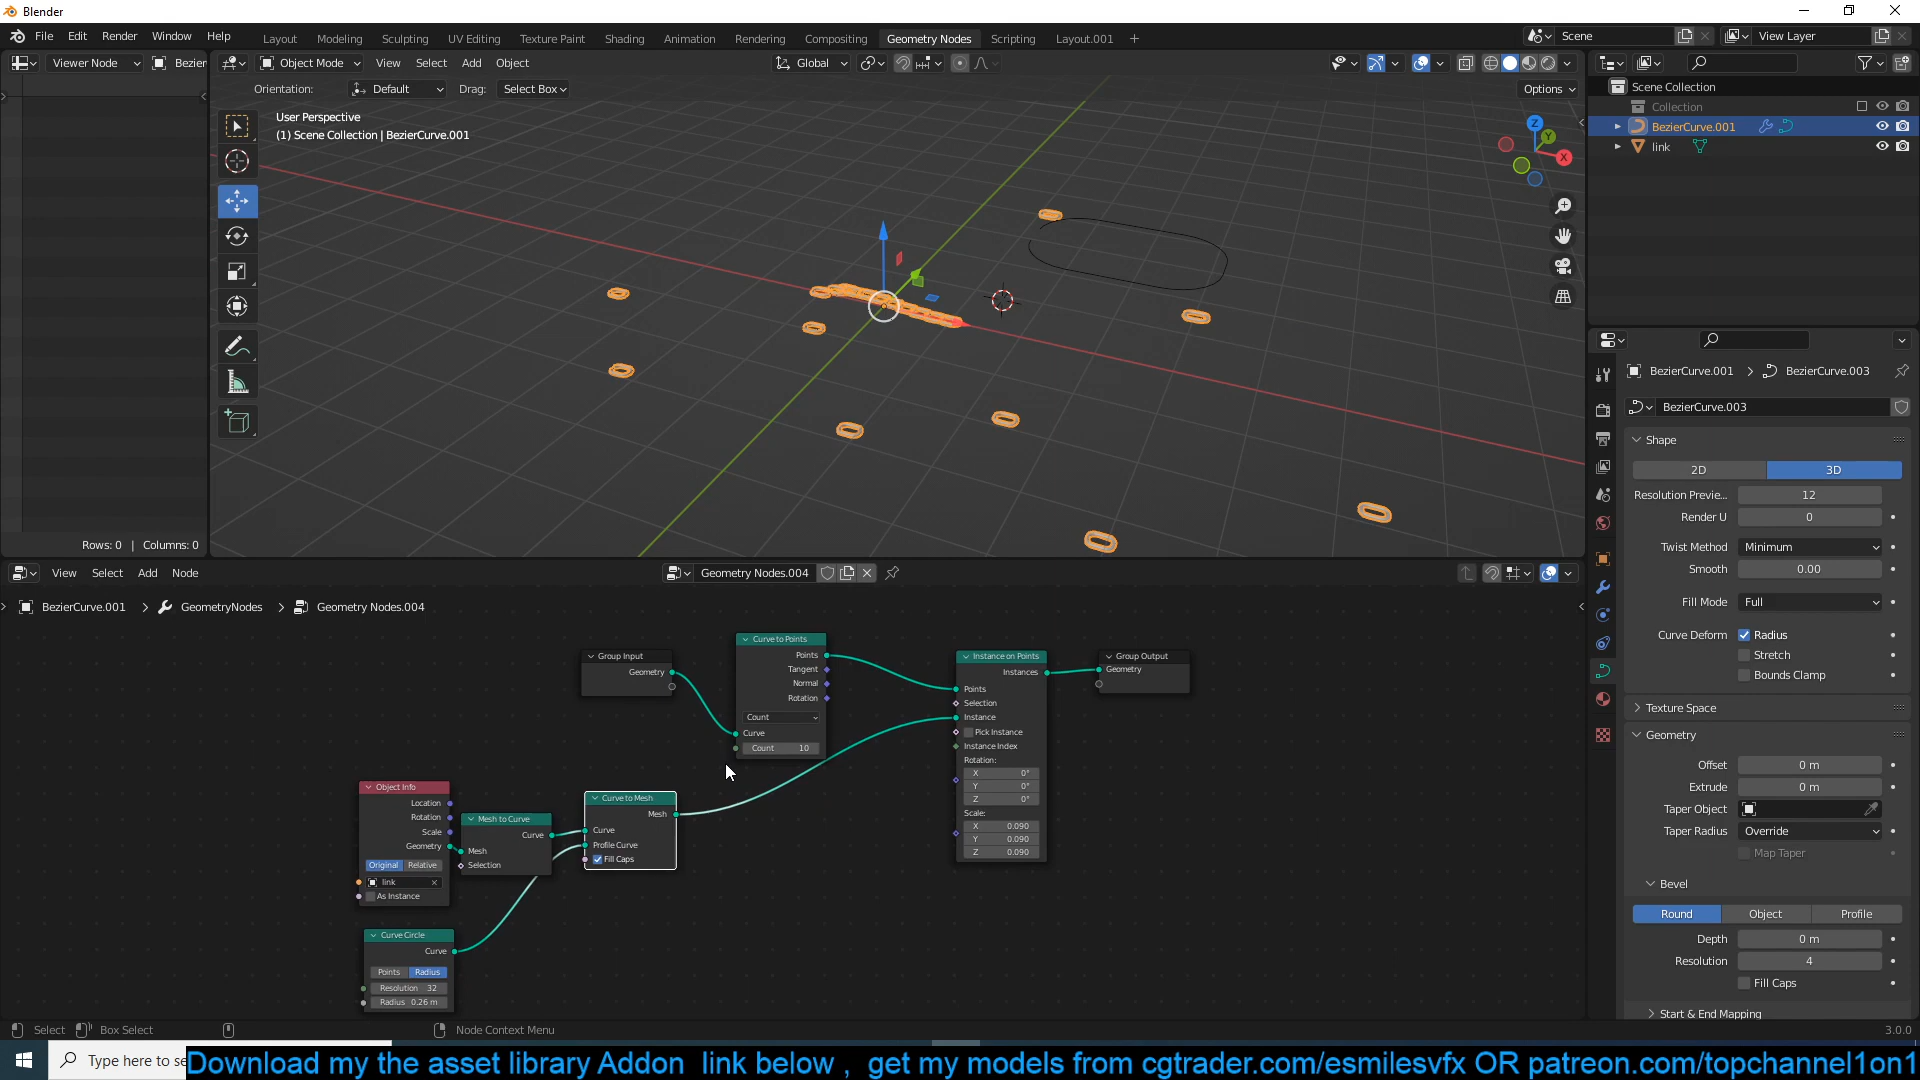 Blender
File Edit Render Window Help
Layout Modeling Sculpting UV Editing Texture Paint Shading Animation Rendering Compositing Geometry Nodes Scripting Layout.001 +
Scene
View Layer
Viewer Node
Bezier
Object Mode View Select Add Object
Global
Orientation: Default Drag: Select Box
Options
User Perspective
(1) Scene Collection | BezierCurve.001
Z
Y
X
Rows: 0 | Columns: 0
Scene Collection
Collection
BezierCurve.001
link
BezierCurve.001 > BezierCurve.003
BezierCurve.003
Shape
2D 3D
Resolution Previe... 12
Render U 0
Twist Method Minimum
Smooth 0.00
Fill Mode Full
Curve Deform Radius
Stretch
Bounds Clamp
Texture Space
Geometry
Offset 0 m
Extrude 0 m
Taper Object
Taper Radius Override
Map Taper
Bevel
Round Object Profile
Depth 0 m
Resolution 4
Fill Caps
Start & End Mapping
View Select Add Node
Geometry Nodes.004
BezierCurve.001 > GeometryNodes > Geometry Nodes.004
Group Input
Geometry
Curve to Points
Points
Tangent
Normal
Rotation
Count
Curve
Count 10
Instance on Points
Instances
Points
Selection
Instance
Pick Instance
Instance Index
Rotation:
X 0°
Y 0°
Z 0°
Scale:
X 0.090
Y 0.090
Z 0.090
Group Output
Geometry
Object Info
Location
Rotation
Scale
Geometry
Original Relative
link
As Instance
Mesh to Curve
Curve
Mesh
Selection
Curve to Mesh
Mesh
Curve
Profile Curve
Fill Caps
Curve Circle
Curve
Points Radius
Resolution 32
Radius 0.26 m
Select Box Select Node Context Menu 3.0.0
Type here to se
Download my the asset library Addon link below , get my models from cgtrader.com/esmilesvfx OR patreon.com/topchannel1on1